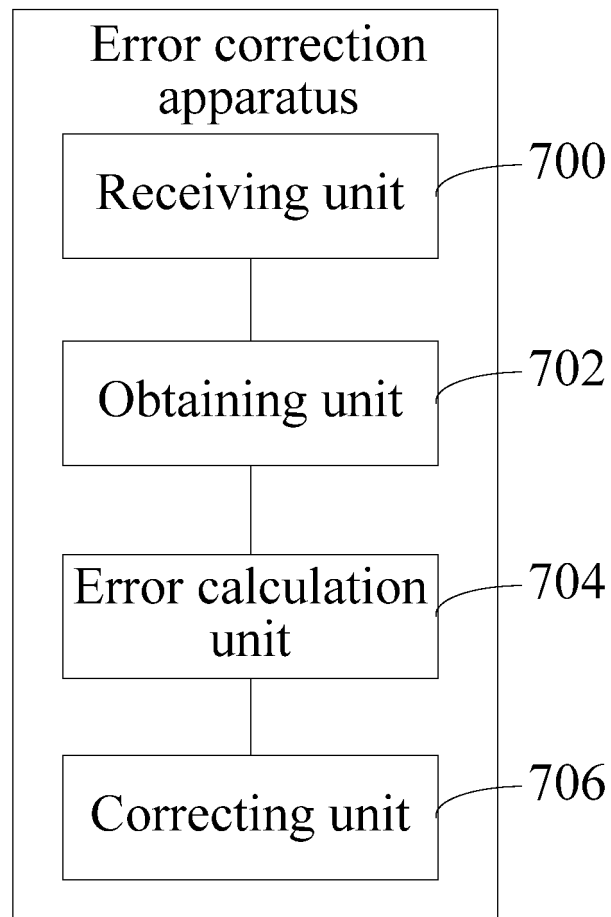 Error correction
apparatus
Receiving unit
700
Obtaining unit
702
Error calculation
unit
704
Correcting unit
706